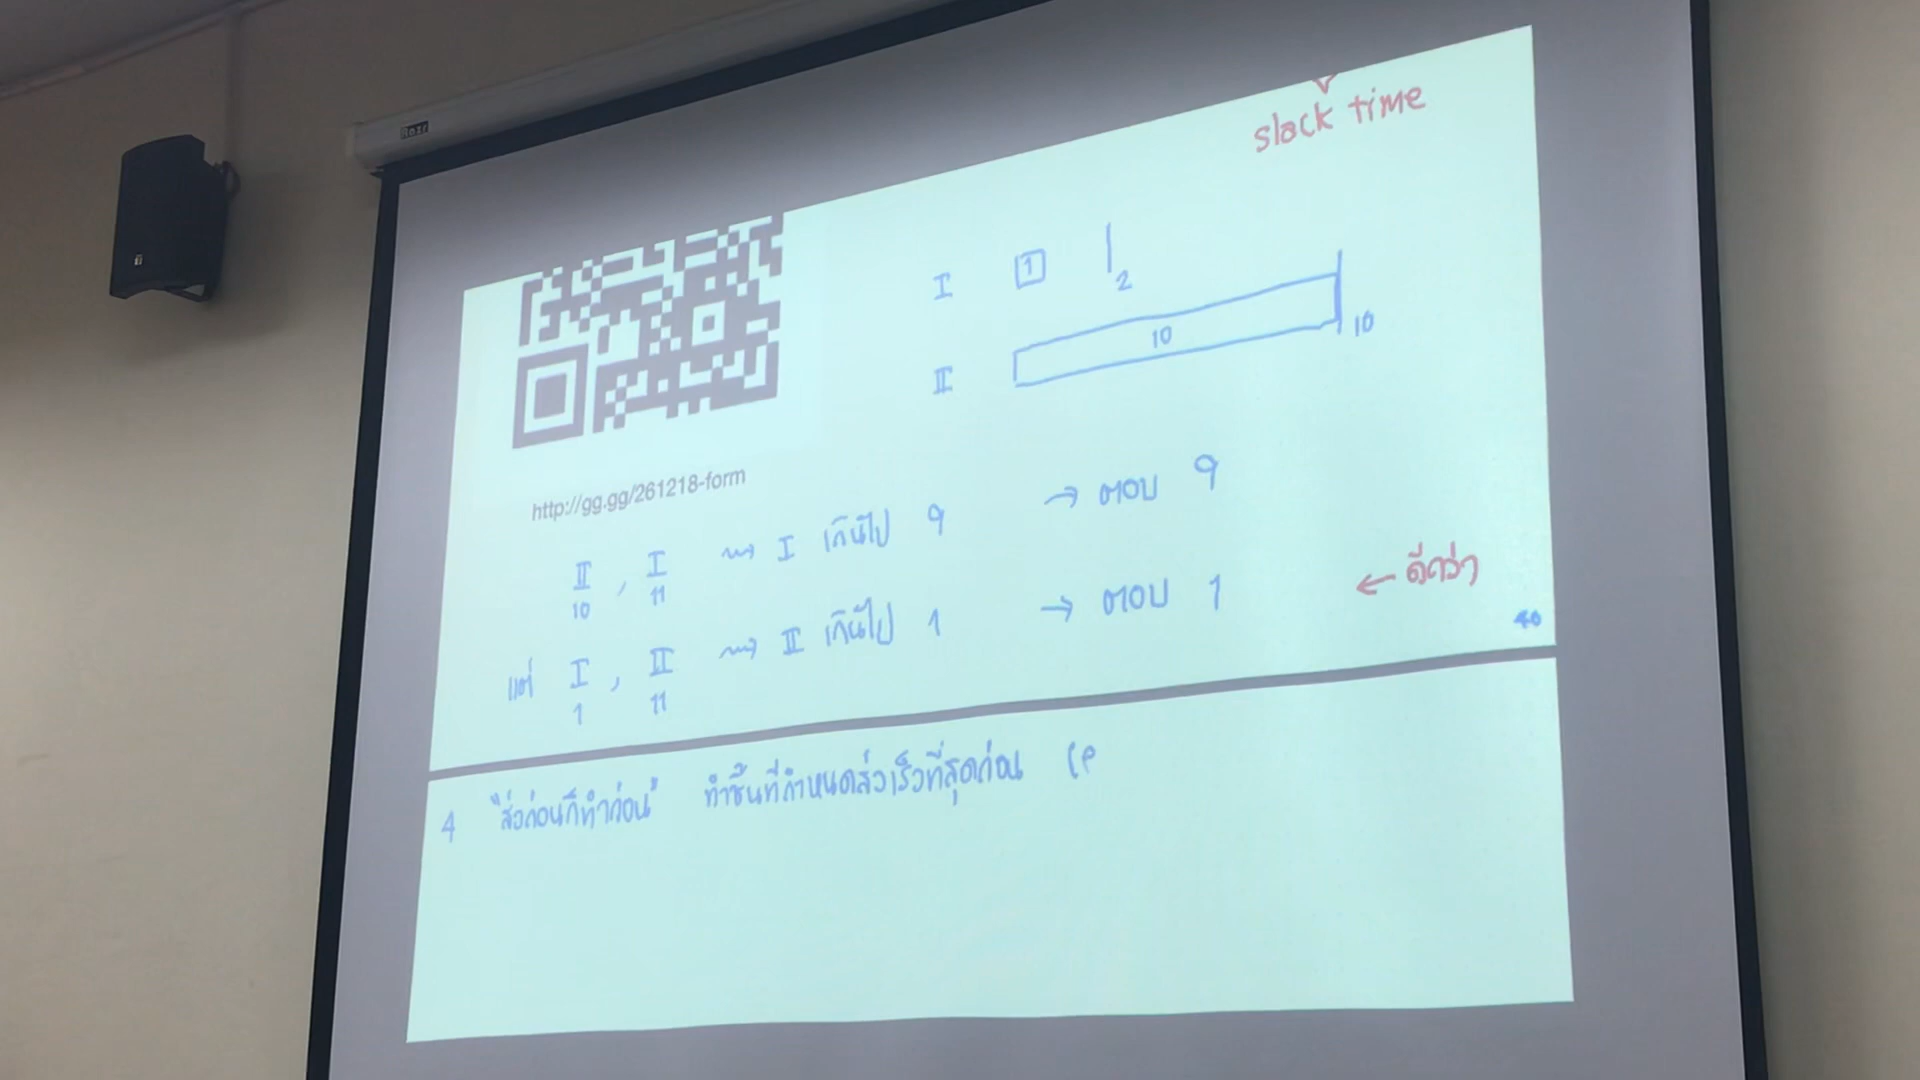 slack time
I 1 2
II 10 10
http://gg.gg/261218-form
II , I ⇝ I เกินไป 9 → ตอบ 9
10 11
แต่ I , II ⇝ II เกินไป 1 → ตอบ 1 ← ดีกว่า
1 11
40
4 "ส่งก่อนก็ทำก่อน" ทำชิ้นที่กำหนดส่งเร็วที่สุดก่อน (e